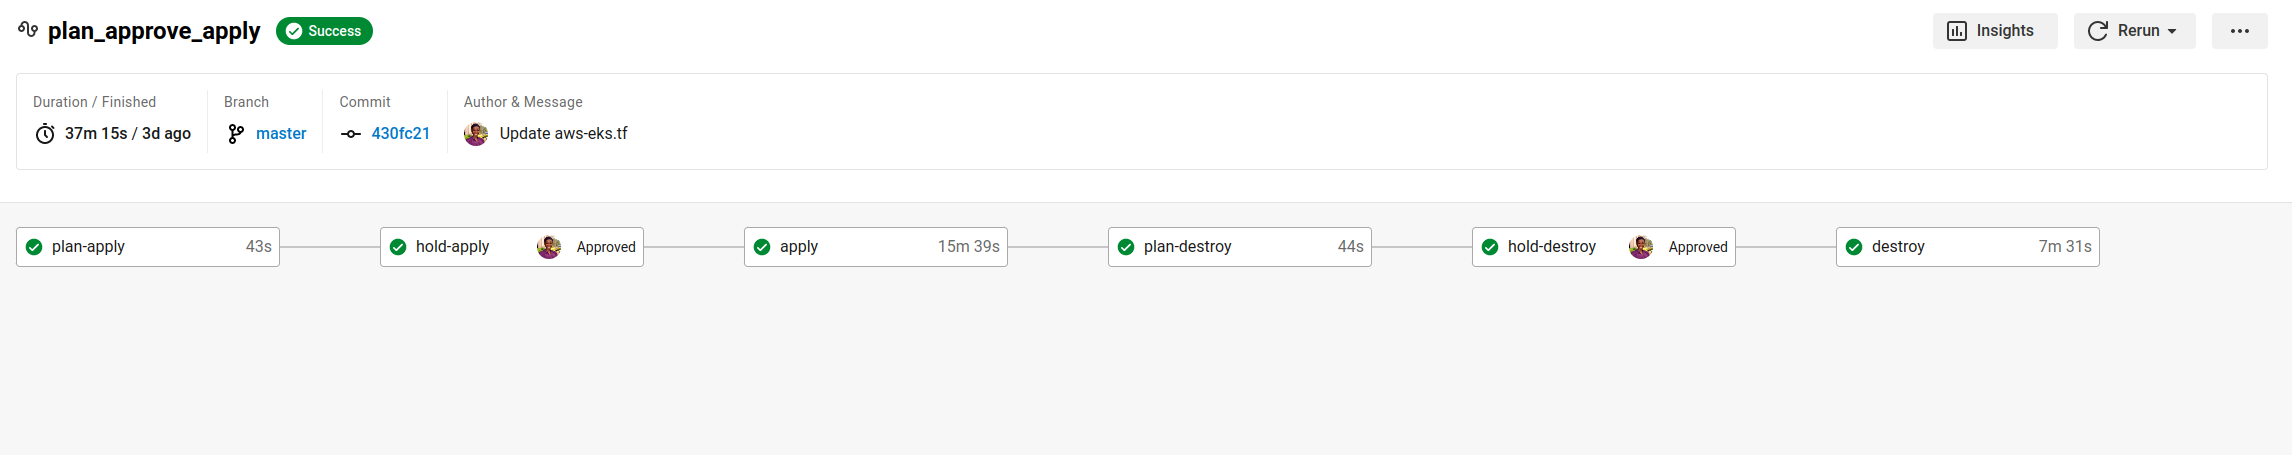 plan_approve_apply Success Insights Rerun
Duration / Finished Branch Commit Author & Message
37m 15s / 3d ago master 430fc21 Update aws-eks.tf
plan-apply 43s hold-apply Approved apply 15m 39s plan-destroy 44s hold-destroy Approved destroy 7m 31s